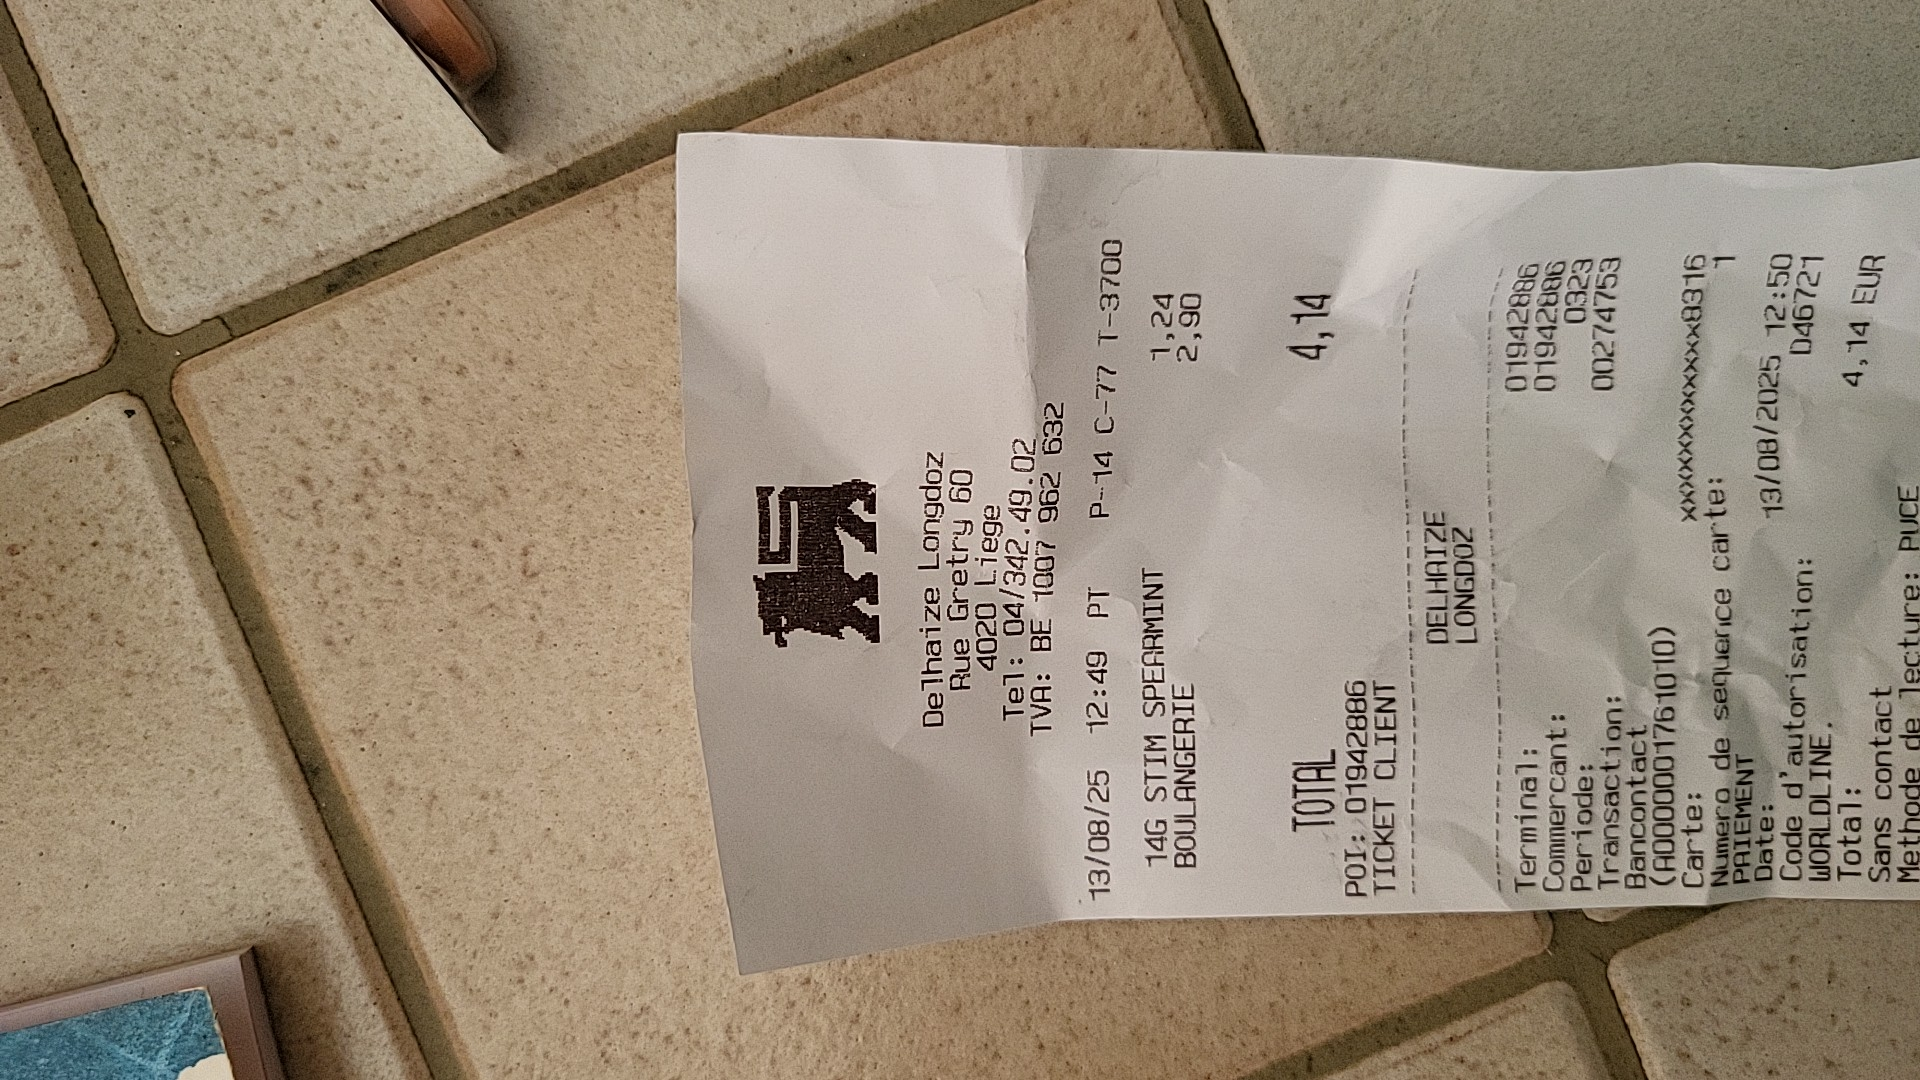 Delhaize Longdoz
Rue Gretry 60
4020 Liege
Tel: 04/342.49.02
TVA: BE 1007 962 632
13/08/25 12:49 PT P-14 C-77 T-3700
14G STIM SPEARMINT 1,24
BOULANGERIE 2,90
TOTAL 4,14
POI: 01942886
TICKET CLIENT
DELHAIZE
LONGDOZ
Terminal: 01942886
Commercant: 01942886
Periode: 0323
Transaction: 00274753
Bancontact
(A0000001761010)
Carte: xxxxxxxxxxxxx8316
Numero de sequence carte: 1
PAIEMENT
Date: 13/08/2025 12:50
Code d'autorisation: D46721
WORLDLINE.
Total: 4,14 EUR
Sans contact
Methode de lecture: PUCE